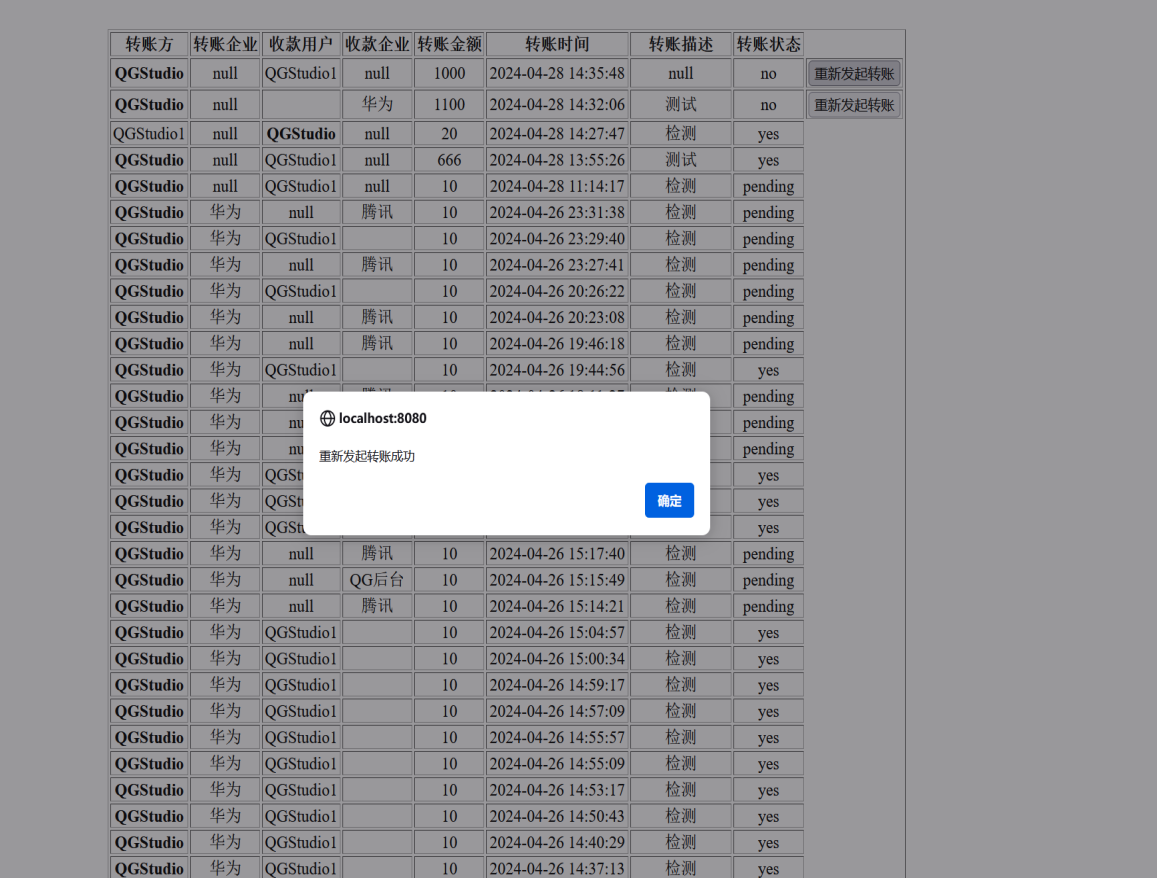 转账方 转账企业 收款用户 收款企业 转账金额 转账时间 转账描述 转账状态
QGStudio null QGStudio1 null 1000 2024-04-28 14:35:48 null no 重新发起转账
QGStudio null 华为 1100 2024-04-28 14:32:06 测试 no 重新发起转账
QGStudio1 null QGStudio null 20 2024-04-28 14:27:47 检测 yes
QGStudio null QGStudio1 null 666 2024-04-28 13:55:26 测试 yes
QGStudio null QGStudio1 null 10 2024-04-28 11:14:17 检测 pending
QGStudio 华为 null 腾讯 10 2024-04-26 23:31:38 检测 pending
QGStudio 华为 QGStudio1 10 2024-04-26 23:29:40 检测 pending
QGStudio 华为 null 腾讯 10 2024-04-26 23:27:41 检测 pending
QGStudio 华为 QGStudio1 10 2024-04-26 20:26:22 检测 pending
QGStudio 华为 null 腾讯 10 2024-04-26 20:23:08 检测 pending
QGStudio 华为 null 腾讯 10 2024-04-26 19:46:18 检测 pending
QGStudio 华为 QGStudio1 10 2024-04-26 19:44:56 检测 yes
QGStudio 华为 pending
QGStudio 华为 pending
QGStudio 华为 pending
QGStudio 华为 yes
QGStudio 华为 yes
QGStudio 华为 yes
localhost:8080
重新发起转账成功
确定
QGStudio 华为 null 腾讯 10 2024-04-26 15:17:40 检测 pending
QGStudio 华为 null QG后台 10 2024-04-26 15:15:49 检测 pending
QGStudio 华为 null 腾讯 10 2024-04-26 15:14:21 检测 pending
QGStudio 华为 QGStudio1 10 2024-04-26 15:04:57 检测 yes
QGStudio 华为 QGStudio1 10 2024-04-26 15:00:34 检测 yes
QGStudio 华为 QGStudio1 10 2024-04-26 14:59:17 检测 yes
QGStudio 华为 QGStudio1 10 2024-04-26 14:57:09 检测 yes
QGStudio 华为 QGStudio1 10 2024-04-26 14:55:57 检测 yes
QGStudio 华为 QGStudio1 10 2024-04-26 14:55:09 检测 yes
QGStudio 华为 QGStudio1 10 2024-04-26 14:53:17 检测 yes
QGStudio 华为 QGStudio1 10 2024-04-26 14:50:43 检测 yes
QGStudio 华为 QGStudio1 10 2024-04-26 14:40:29 检测 yes
QGStudio 华为 QGStudio1 10 2024-04-26 14:37:13 检测 yes